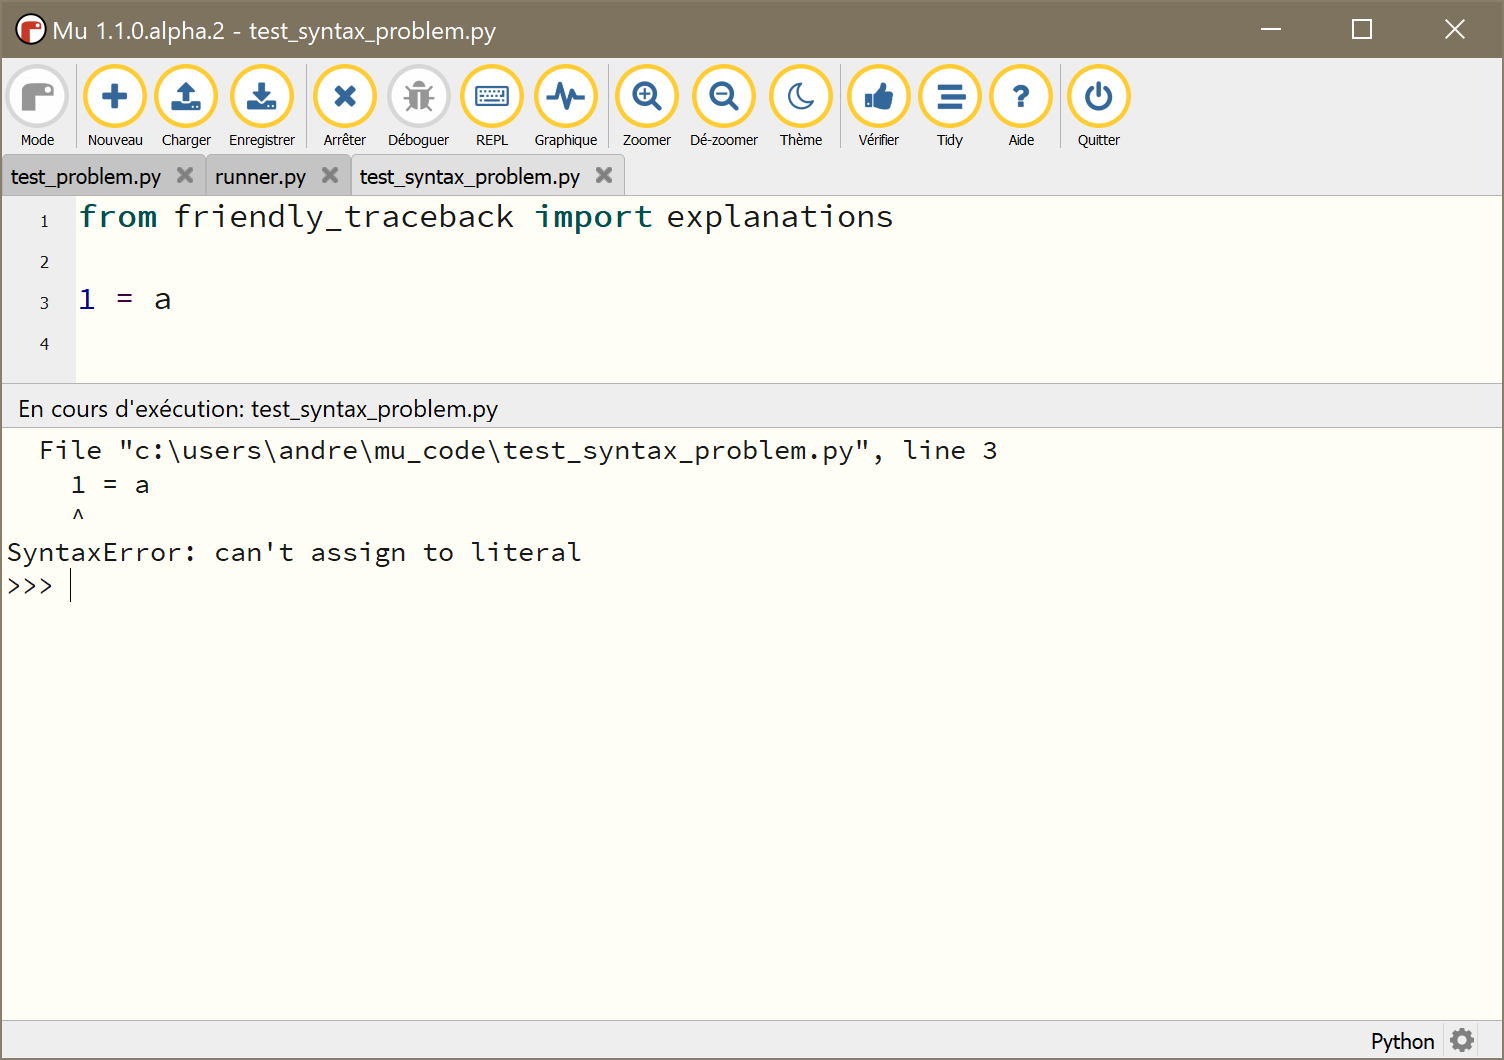 Mu 1.1.0.alpha.2 - test_syntax_problem.py
Mode Nouveau Charger Enregistrer Arrêter Déboguer REPL Graphique Zoomer Dé-zoomer Thème Vérifier Tidy Aide Quitter
test_problem.py runner.py test_syntax_problem.py
1 from friendly_traceback import explanations
2
3 1 = a
4
En cours d'exécution: test_syntax_problem.py
File "c:\users\andre\mu_code\test_syntax_problem.py", line 3
1 = a
^
SyntaxError: can't assign to literal
>>>
Python